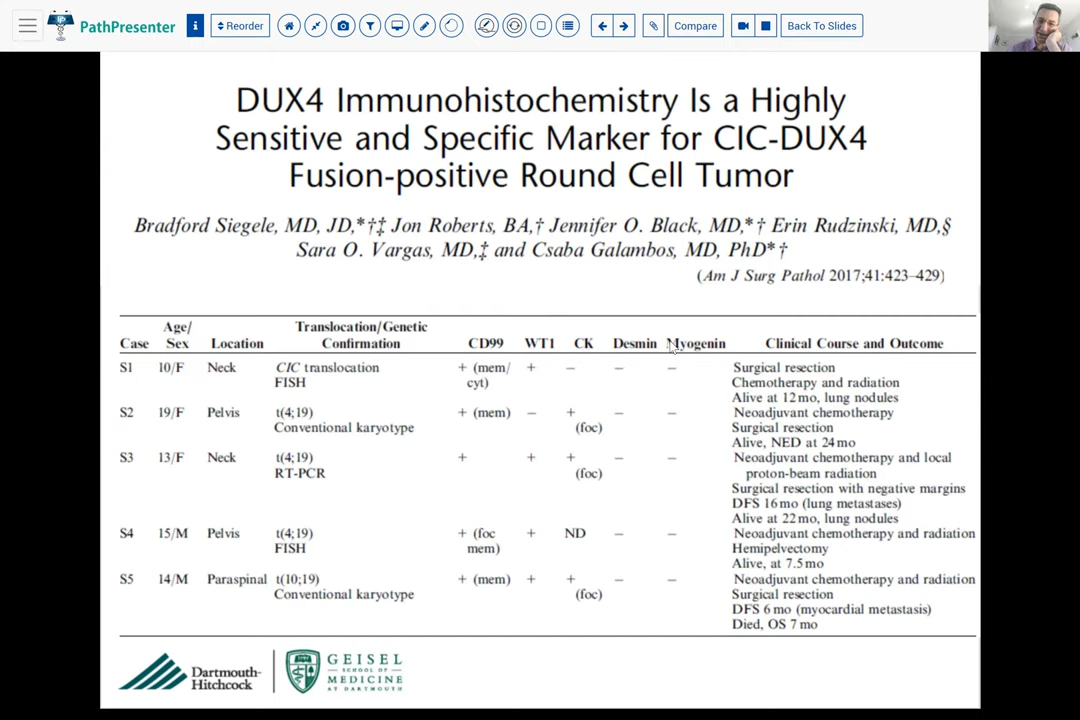 PathPresenter
i
Reorder
Compare
Back To Slides
DUX4 Immunohistochemistry Is a Highly
Sensitive and Specific Marker for CIC-DUX4
Fusion-positive Round Cell Tumor
Bradford Siegele, MD, JD,*†‡ Jon Roberts, BA,† Jennifer O. Black, MD,*† Erin Rudzinski, MD,§
Sara O. Vargas, MD,‡ and Csaba Galambos, MD, PhD*†
(Am J Surg Pathol 2017;41:423–429)
Age/ Translocation/Genetic
Case Sex Location Confirmation CD99 WT1 CK Desmin Myogenin Clinical Course and Outcome
S1 10/F Neck CIC translocation + (mem/ + – – – Surgical resection
FISH cyt) Chemotherapy and radiation
Alive at 12 mo, lung nodules
S2 19/F Pelvis t(4;19) + (mem) – + – – Neoadjuvant chemotherapy
Conventional karyotype (foc) Surgical resection
Alive, NED at 24 mo
S3 13/F Neck t(4;19) + + + – – Neoadjuvant chemotherapy and local
RT-PCR (foc) proton-beam radiation
Surgical resection with negative margins
DFS 16 mo (lung metastases)
Alive at 22 mo, lung nodules
S4 15/M Pelvis t(4;19) + (foc + ND – – Neoadjuvant chemotherapy and radiation
FISH mem) Hemipelvectomy
Alive, at 7.5 mo
S5 14/M Paraspinal t(10;19) + (mem) + + – – Neoadjuvant chemotherapy and radiation
Conventional karyotype (foc) Surgical resection
DFS 6 mo (myocardial metastasis)
Died, OS 7 mo
Dartmouth-
Hitchcock
GEISEL
SCHOOL OF
MEDICINE
AT DARTMOUTH